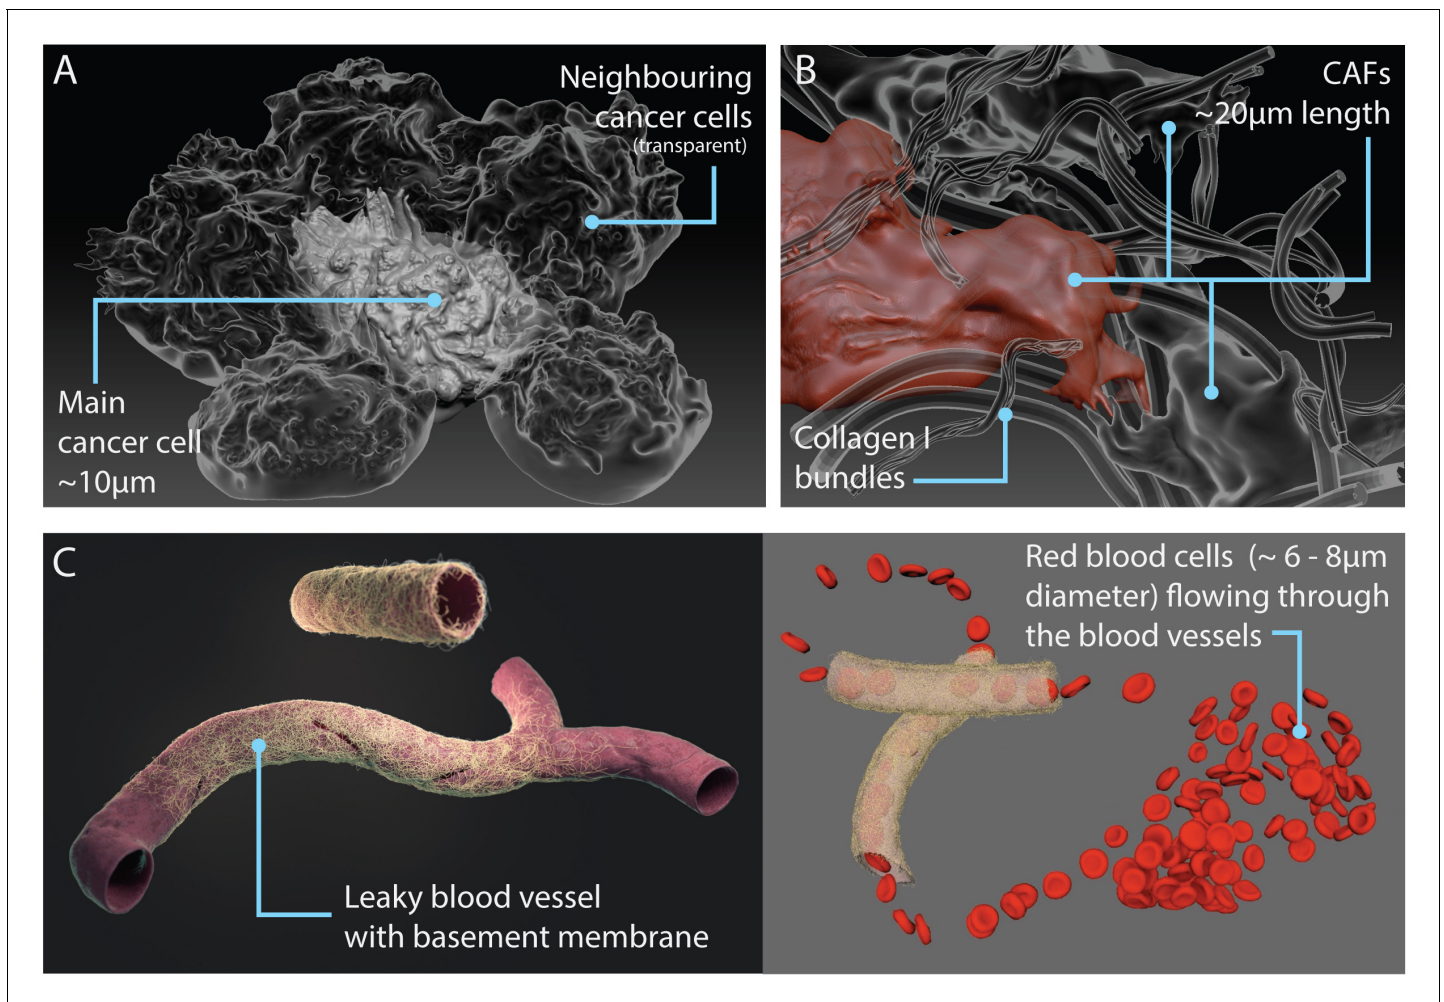 A
Neighbouring
cancer cells
(transparent)
Main
cancer cell
~10μm
B
CAFs
~20μm length
Collagen I
bundles
C
Leaky blood vessel
with basement membrane
Red blood cells (~ 6 - 8μm
diameter) flowing through
the blood vessels